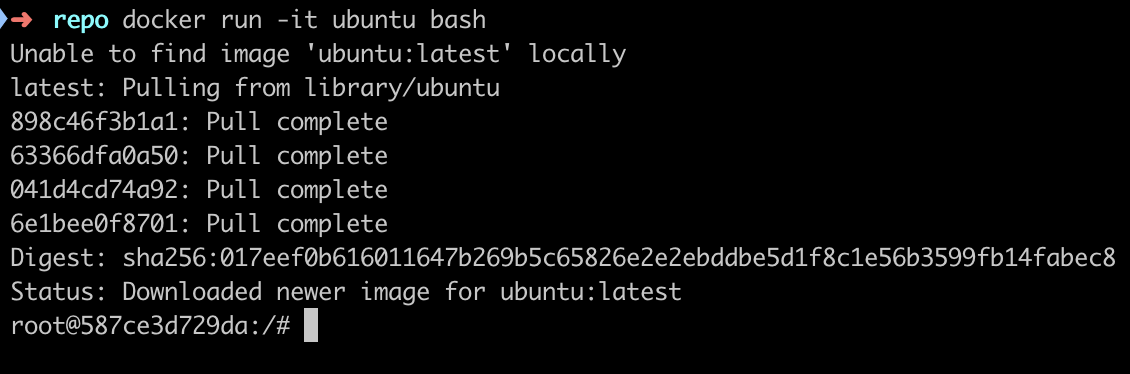 ➜ repo docker run -it ubuntu bash
Unable to find image 'ubuntu:latest' locally
latest: Pulling from library/ubuntu
898c46f3b1a1: Pull complete
63366dfa0a50: Pull complete
041d4cd74a92: Pull complete
6e1bee0f8701: Pull complete
Digest: sha256:017eef0b616011647b269b5c65826e2e2ebddbe5d1f8c1e56b3599fb14fabec8
Status: Downloaded newer image for ubuntu:latest
root@587ce3d729da:/#